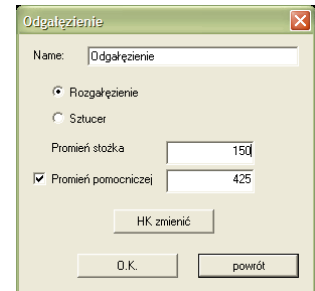 Odgałęzienie
Name: Odgałęzienie
Rozgałęzienie
Sztucer
Promień stożka 150
Promień pomocniczej 425
HK zmienić
O.K. powrót